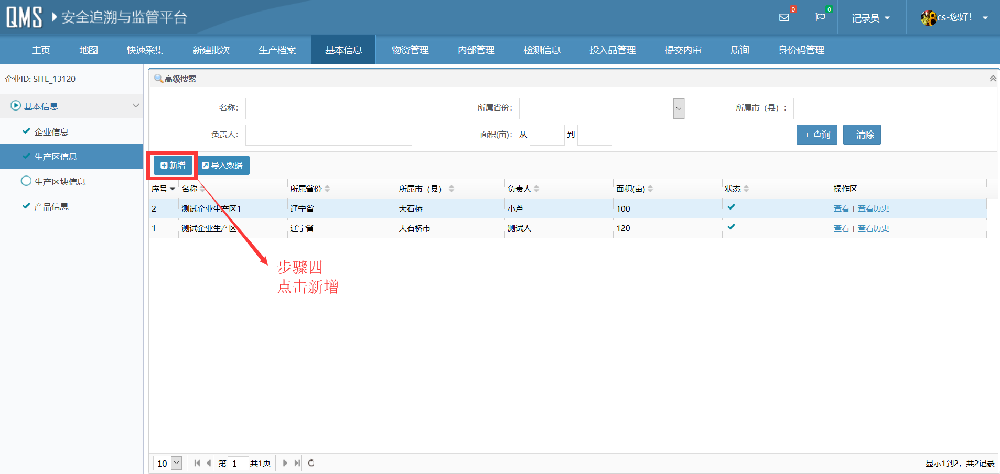 QMS 安全追溯与监管平台 0 0 记录员 cs-您好!
主页 地图 快速采集 新建批次 生产档案 基本信息 物资管理 内部管理 检测信息 投入品管理 提交内审 质询 身份码管理
企业ID: SITE_13120
基本信息
企业信息
生产区信息
生产区块信息
产品信息
高级搜索
名称: 所属省份: 所属市（县）:
负责人: 面积(亩): 从 到 + 查询 - 清除
新增 导入数据
序号 名称 所属省份 所属市（县） 负责人 面积(亩) 状态 操作区
2 测试企业生产区1 辽宁省 大石桥 小芦 100 查看 | 查看历史
1 测试企业生产区 辽宁省 大石桥市 测试人 120 查看 | 查看历史
步骤四
点击新增
10 第 1 共1页 显示1到2，共2记录